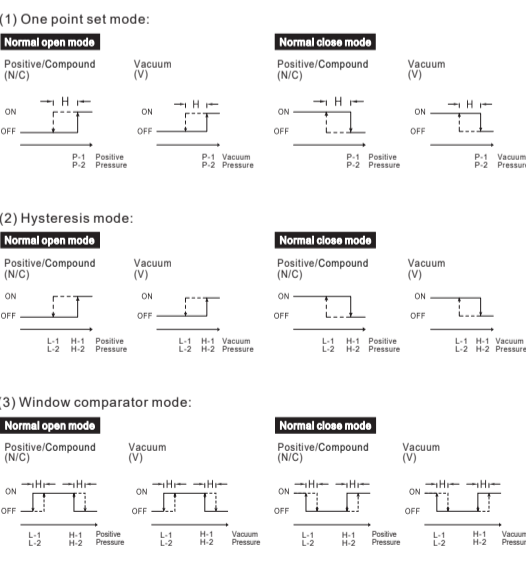 (1) One point set mode:
Normal open mode
Normal close mode
Positive/Compound
(N/C)
Vacuum
(V)
Positive/Compound
(N/C)
Vacuum
(V)
H
ON
OFF
P-1 Positive
P-2 Pressure
H
ON
OFF
P-1 Vacuum
P-2 Pressure
H
ON
OFF
P-1 Positive
P-2 Pressure
H
ON
OFF
P-1 Vacuum
P-2 Pressure
(2) Hysteresis mode:
Normal open mode
Normal close mode
Positive/Compound
(N/C)
Vacuum
(V)
Positive/Compound
(N/C)
Vacuum
(V)
ON
OFF
L-1 H-1 Positive
L-2 H-2 Pressure
ON
OFF
L-1 H-1 Vacuum
L-2 H-2 Pressure
ON
OFF
L-1 H-1 Positive
L-2 H-2 Pressure
ON
OFF
L-1 H-1 Vacuum
L-2 H-2 Pressure
(3) Window comparator mode:
Normal open mode
Normal close mode
Positive/Compound
(N/C)
Vacuum
(V)
Positive/Compound
(N/C)
Vacuum
(V)
H H
ON
OFF
L-1 H-1 Positive
L-2 H-2 Pressure
H H
ON
OFF
L-1 H-1 Vacuum
L-2 H-2 Pressure
H H
ON
OFF
L-1 H-1 Positive
L-2 H-2 Pressure
H H
ON
OFF
L-1 H-1 Vacuum
L-2 H-2 Pressure